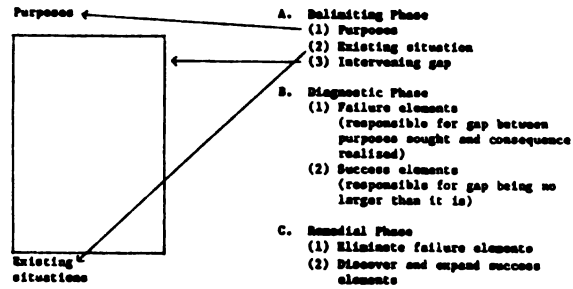 Purposes
A. Delimiting Phase
(1) Purposes
(2) Existing situation
(3) Intervening gap
B. Diagnostic Phase
(1) Failure elements
(responsible for gap between
purposes sought and consequence
realized)
(2) Success elements
(responsible for gap being no
larger than it is)
C. Remedial Phase
(1) Eliminate failure elements
(2) Discover and expand success
elements
Existing
situations